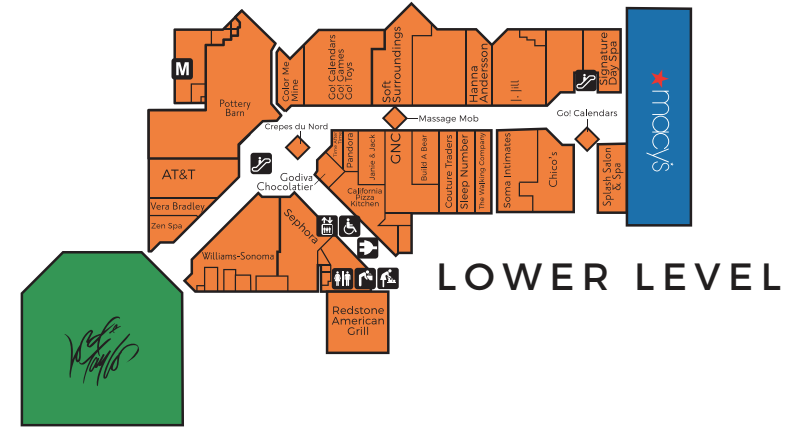 M
Pottery
Barn
Color Me
Mine
Go! Calendars
Go! Games
Go! Toys
Soft
Surroundings
Hanna
Andersson
J. Jill
Signature
Day Spa
macy's
Massage Mob
Go! Calendars
Crepes du Nord
AT&T
Vera Bradley
Zen Spa
Godiva
Chocolatier
Pandora
Janie & Jack
GNC
Build A Bear
Couture Traders
Sleep Number
The Walking Company
Soma Intimates
Chico's
Splash Salon
& Spa
California
Pizza
Kitchen
Sephora
Williams-Sonoma
Redstone
American
Grill
LOWER LEVEL
Lord &
Taylor